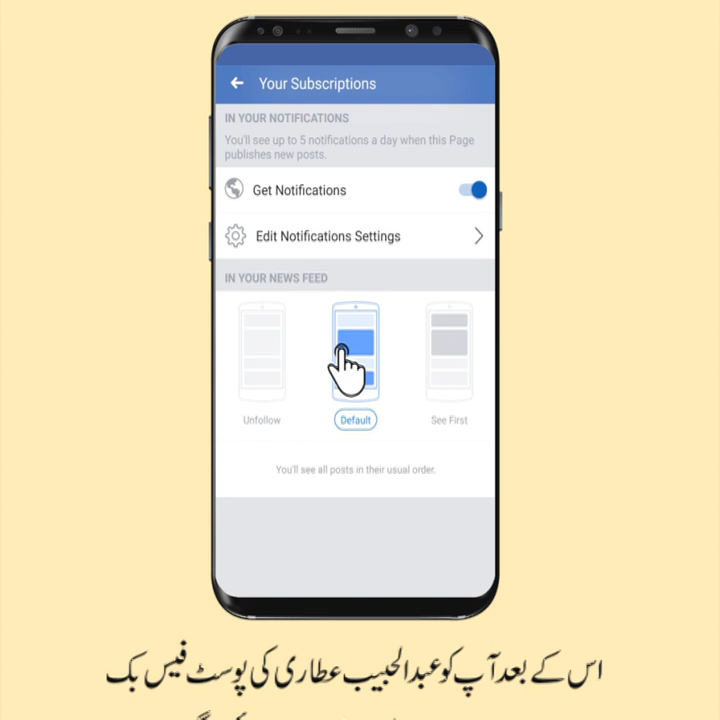 Your Subscriptions
IN YOUR NOTIFICATIONS
You'll see up to 5 notifications a day when this Page
publishes new posts.
Get Notifications
Edit Notifications Settings
IN YOUR NEWS FEED
Unfollow Default See First
You'll see all posts in their usual order.
اس کے بعد آپ کو عبدالحبیب عطاری کی پوسٹ فیس بک